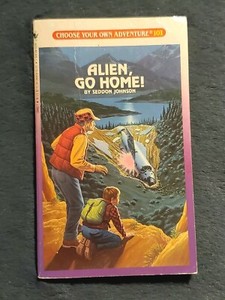 CHOOSE YOUR OWN ADVENTURE® 101
ALIEN,
GO HOME!
BY SEDDON JOHNSON